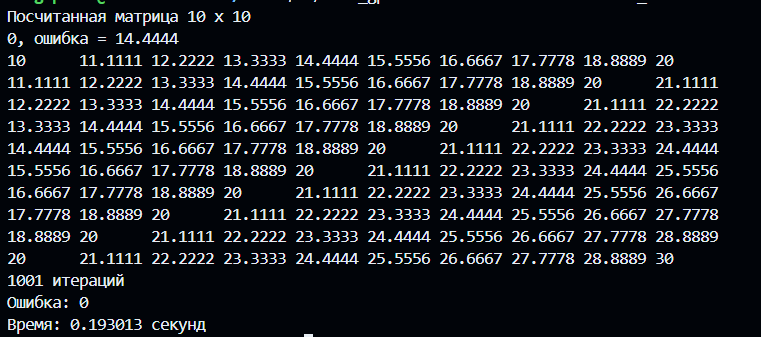 Посчитанная матрица 10 x 10
0, ошибка = 14.4444
10 11.1111 12.2222 13.3333 14.4444 15.5556 16.6667 17.7778 18.8889 20
11.1111 12.2222 13.3333 14.4444 15.5556 16.6667 17.7778 18.8889 20 21.1111
12.2222 13.3333 14.4444 15.5556 16.6667 17.7778 18.8889 20 21.1111 22.2222
13.3333 14.4444 15.5556 16.6667 17.7778 18.8889 20 21.1111 22.2222 23.3333
14.4444 15.5556 16.6667 17.7778 18.8889 20 21.1111 22.2222 23.3333 24.4444
15.5556 16.6667 17.7778 18.8889 20 21.1111 22.2222 23.3333 24.4444 25.5556
16.6667 17.7778 18.8889 20 21.1111 22.2222 23.3333 24.4444 25.5556 26.6667
17.7778 18.8889 20 21.1111 22.2222 23.3333 24.4444 25.5556 26.6667 27.7778
18.8889 20 21.1111 22.2222 23.3333 24.4444 25.5556 26.6667 27.7778 28.8889
20 21.1111 22.2222 23.3333 24.4444 25.5556 26.6667 27.7778 28.8889 30
1001 итераций
Ошибка: 0
Время: 0.193013 секунд